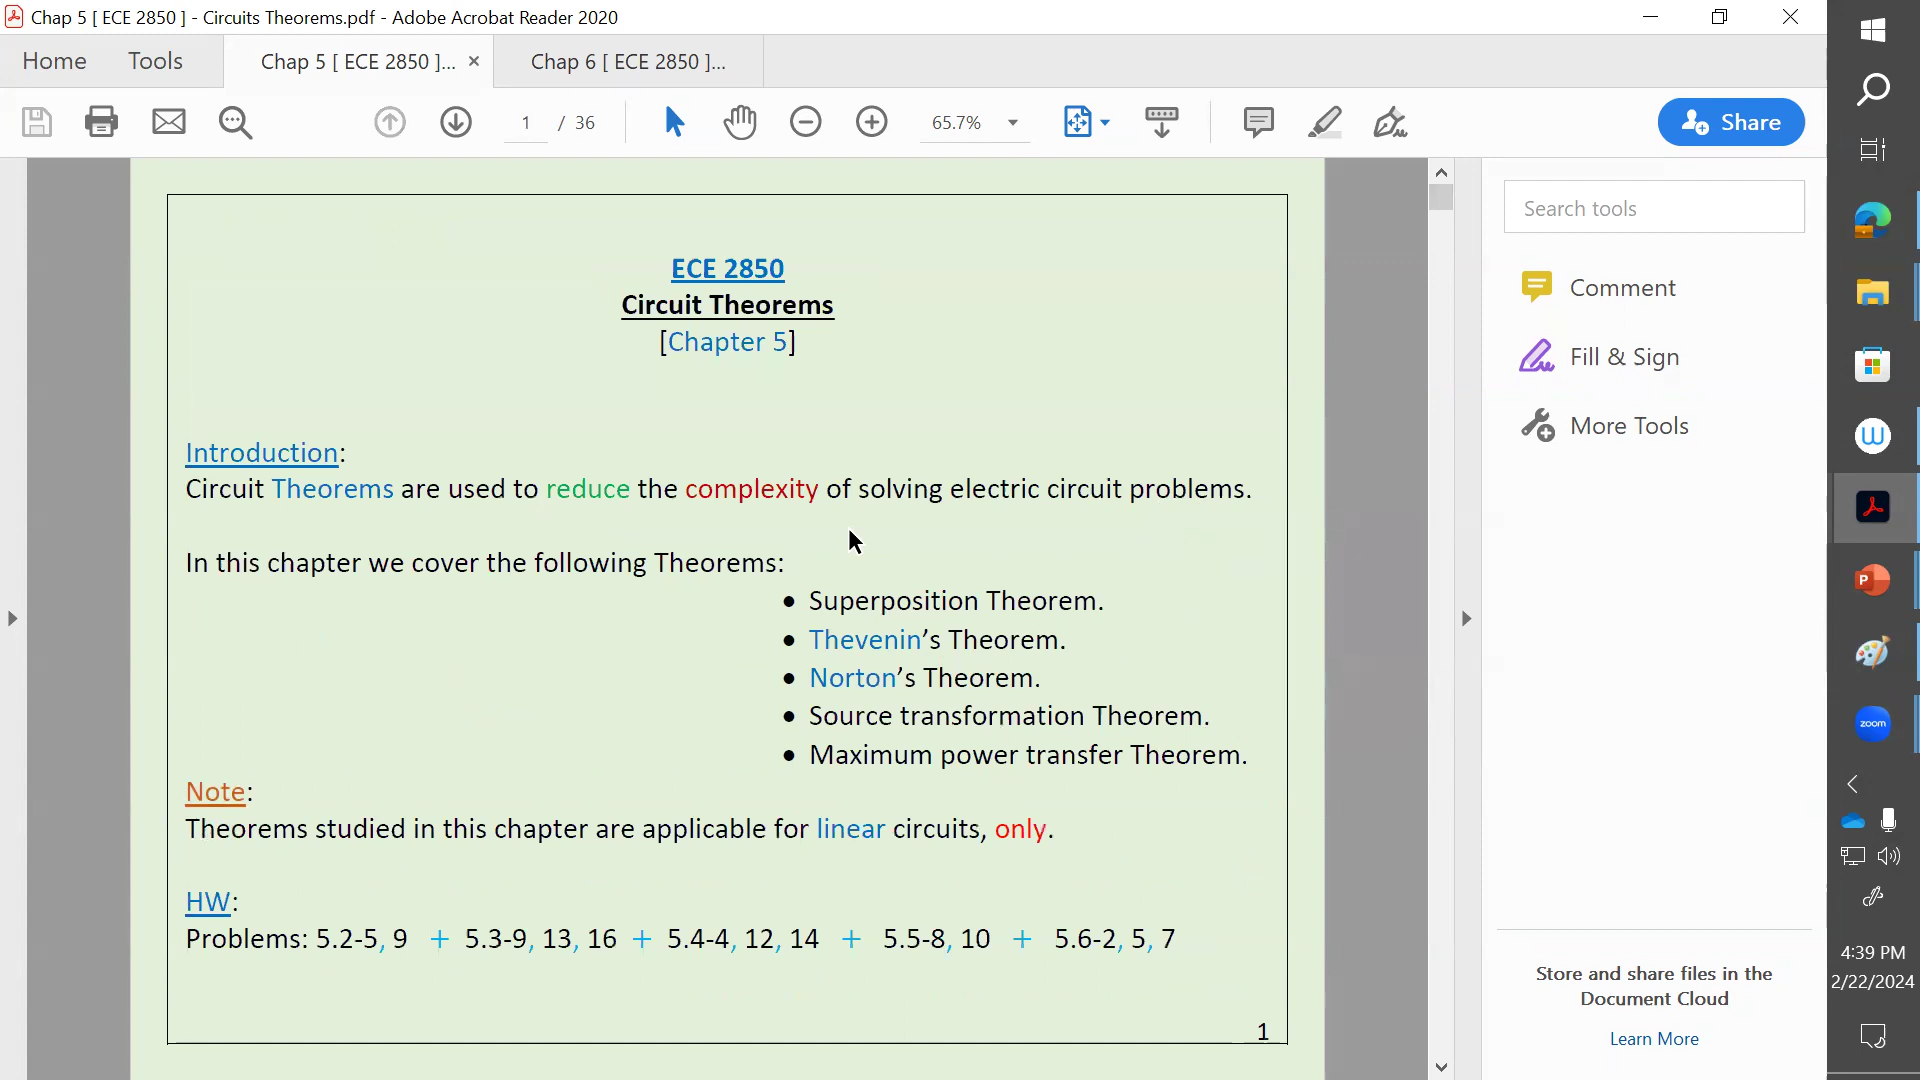 Chap 5 [ ECE 2850 ] - Circuits Theorems.pdf - Adobe Acrobat Reader 2020
Home Tools Chap 5 [ ECE 2850 ]... × Chap 6 [ ECE 2850 ]...
1 / 36 65.7% Share
Search tools
Comment
Fill & Sign
More Tools
ECE 2850
Circuit Theorems
[Chapter 5]
Introduction:
Circuit Theorems are used to reduce the complexity of solving electric circuit problems.
In this chapter we cover the following Theorems:
• Superposition Theorem.
• Thevenin’s Theorem.
• Norton’s Theorem.
• Source transformation Theorem.
• Maximum power transfer Theorem.
Note:
Theorems studied in this chapter are applicable for linear circuits, only.
HW:
Problems: 5.2-5, 9 + 5.3-9, 13, 16 + 5.4-4, 12, 14 + 5.5-8, 10 + 5.6-2, 5, 7
1
Store and share files in the
Document Cloud
Learn More
W
P
zoom
4:39 PM
2/22/2024